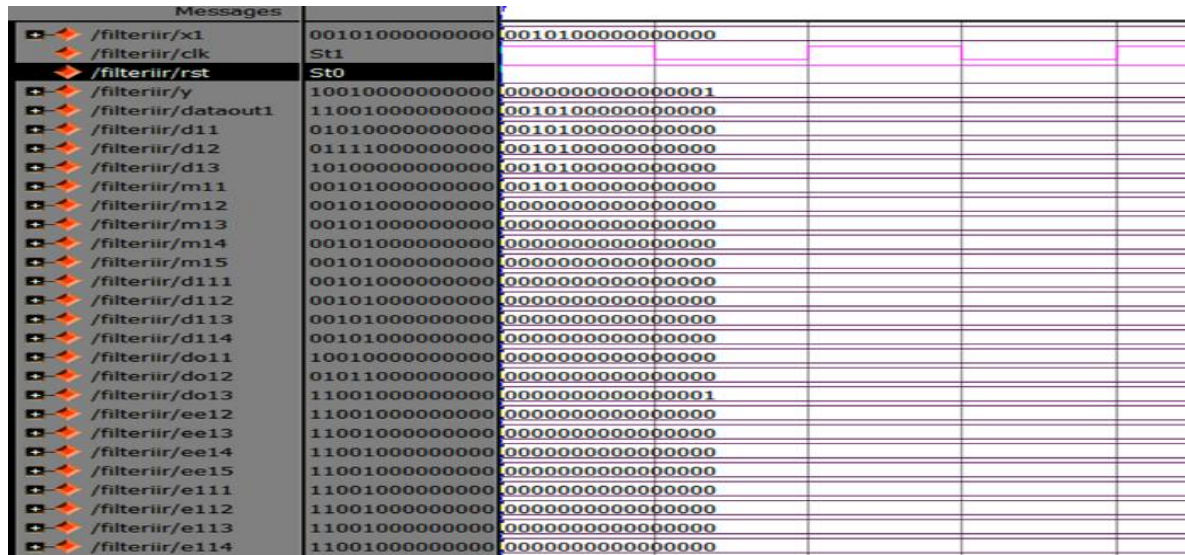 Messages
/filteriir/x1 00101000000000 0010100000000000
/filteriir/clk St1
/filteriir/rst St0
/filteriir/y 10010000000000 0000000000000001
/filteriir/dataout1 11001000000000 0010100000000000
/filteriir/d11 01010000000000 0010100000000000
/filteriir/d12 01111000000000 0010100000000000
/filteriir/d13 10100000000000 0010100000000000
/filteriir/m11 00101000000000 0010100000000000
/filteriir/m12 00101000000000 0000000000000000
/filteriir/m13 00101000000000 0000000000000000
/filteriir/m14 00101000000000 0000000000000000
/filteriir/m15 00101000000000 0000000000000000
/filteriir/d111 00101000000000 0000000000000000
/filteriir/d112 00101000000000 0000000000000000
/filteriir/d113 00101000000000 0000000000000000
/filteriir/d114 00101000000000 0000000000000000
/filteriir/do11 10010000000000 0000000000000000
/filteriir/do12 01011000000000 0000000000000000
/filteriir/do13 11001000000000 0000000000000001
/filteriir/ee12 11001000000000 0000000000000000
/filteriir/ee13 11001000000000 0000000000000000
/filteriir/ee14 11001000000000 0000000000000000
/filteriir/ee15 11001000000000 0000000000000000
/filteriir/e111 11001000000000 0000000000000000
/filteriir/e112 11001000000000 0000000000000000
/filteriir/e113 11001000000000 0000000000000000
/filteriir/e114 11001000000000 0000000000000000